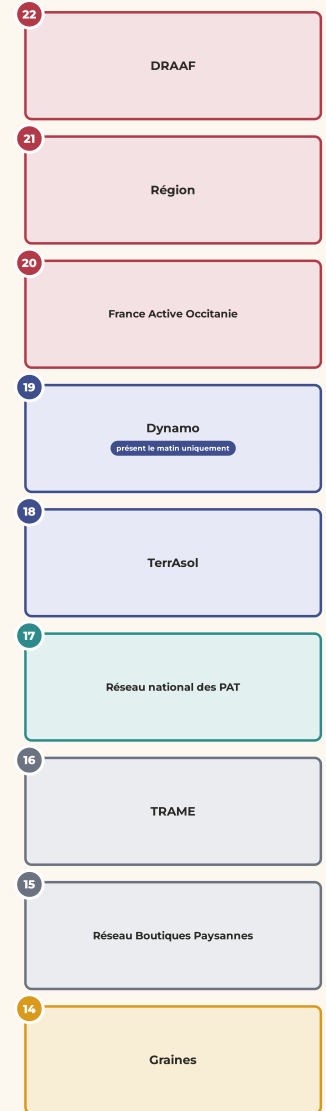 22
DRAAF
21
Région
20
France Active Occitanie
19
Dynamo
présent le matin uniquement
18
TerrAsol
17
Réseau national des PAT
16
TRAME
15
Réseau Boutiques Paysannes
14
Graines